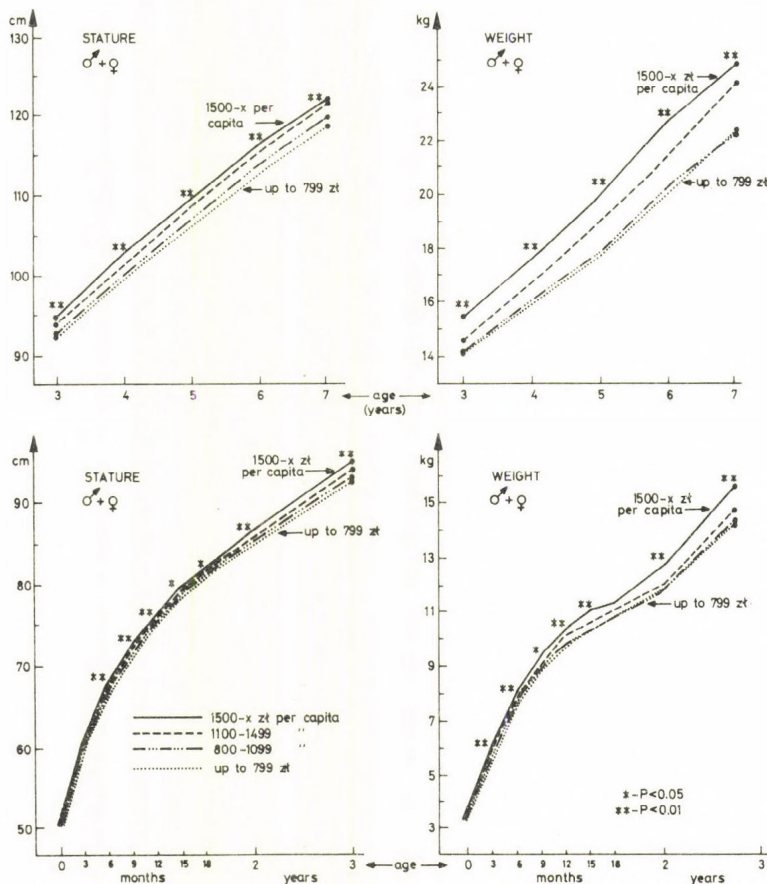 cm
130
120
110
100
90
STATURE
♂+♀
1500-x per
capita
up to 799 zł
**
**
**
**
**
3 4 5 6 7
kg
24
22
20
18
16
14
WEIGHT
♂+♀
1500-x zł
per capita
up to 799 zł
**
**
**
**
**
3 4 5 6 7
age
(years)
cm
90
80
70
60
50
STATURE
♂+♀
1500-x zł
per capita
up to 799 zł
**
**
*
*
**
**
**
1500-x zł per capita
1100-1499 "
800-1099 "
up to 799 zł
0 3 6 9 12 15 18 2 3
months years
kg
15
13
11
9
8
6
4
3
WEIGHT
♂+♀
1500-x zł
per capita
up to 799 zł
**
**
**
**
*
**
**
*-P<0.05
**-P<0.01
0 3 6 9 12 15 18 2 3
age
months years